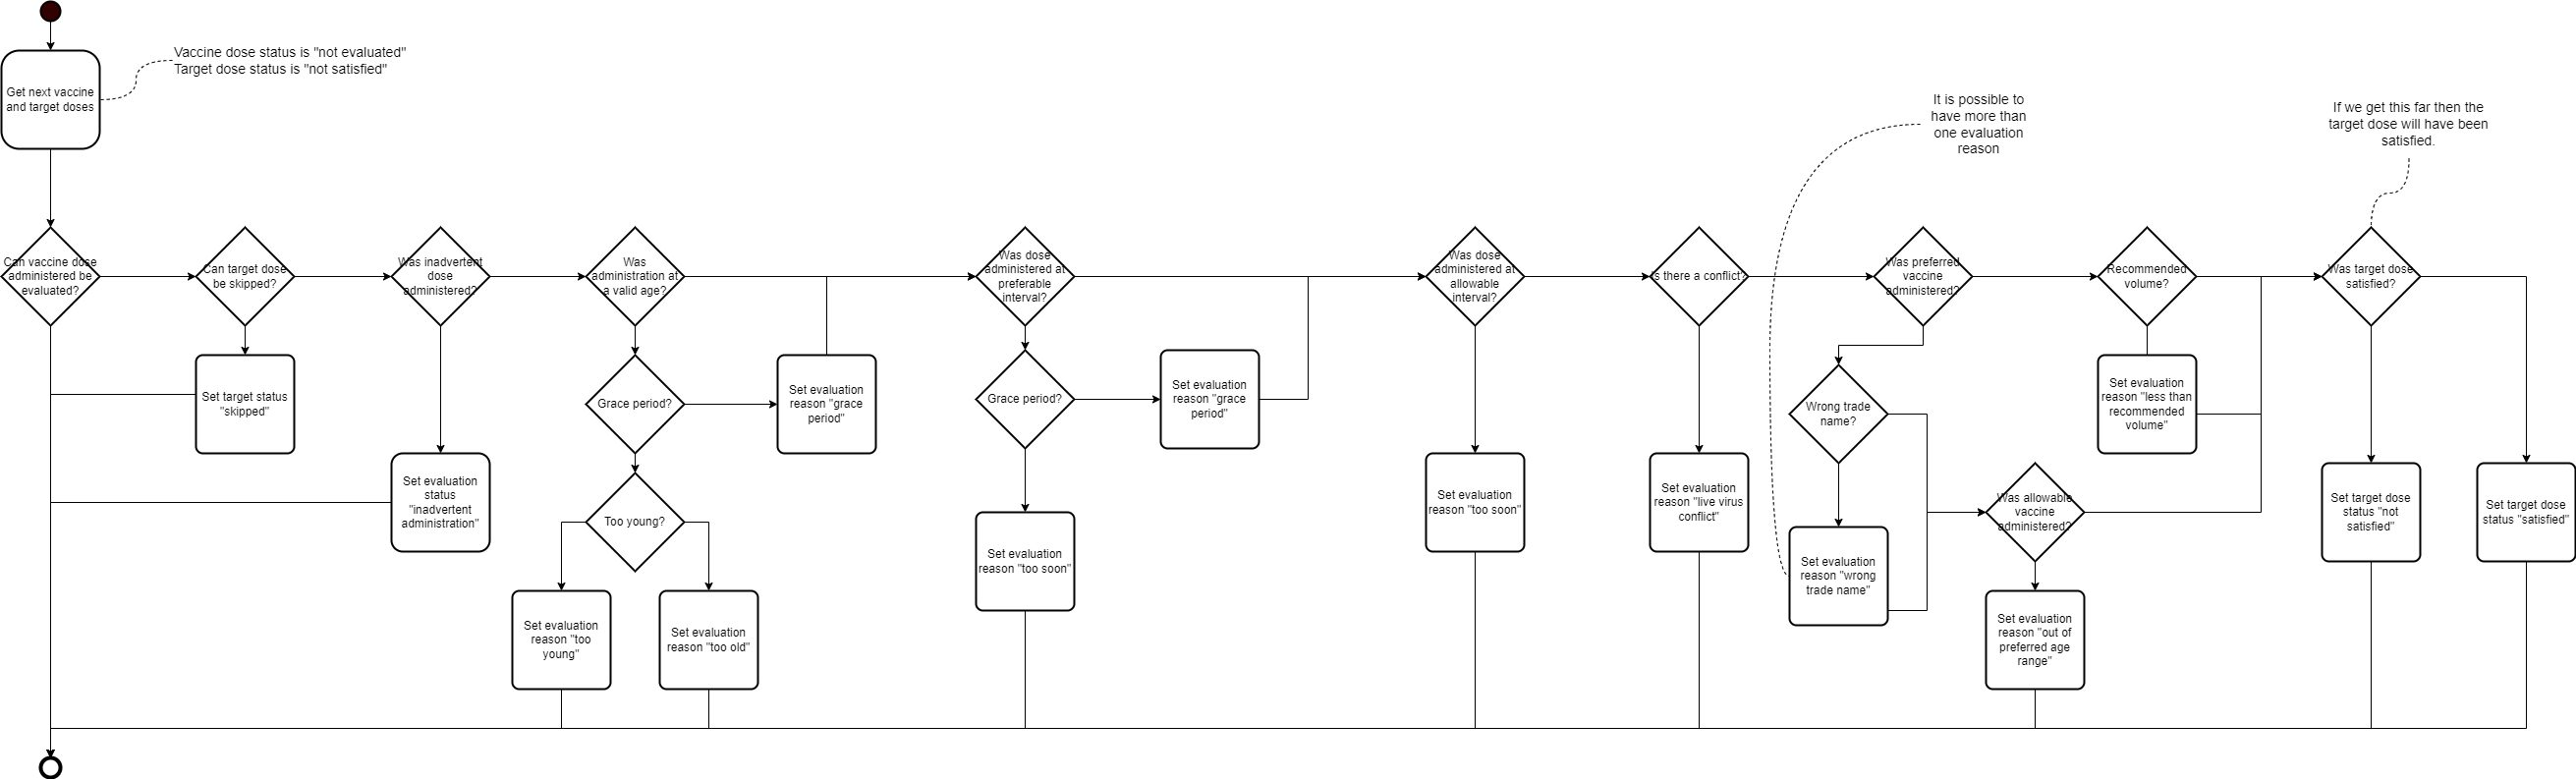 Vaccine dose status is "not evaluated"
Target dose status is "not satisfied"
Get next vaccine
and target doses
It is possible to
have more than
one evaluation
reason
If we get this far then the
target dose will have been
satisfied.
Can vaccine dose
administered be
evaluated?
Can target dose
be skipped?
Was inadvertent
dose
administered?
Was
administration at
a valid age?
Was dose
administered at
preferable
interval?
Was dose
administered at
allowable
interval?
Is there a conflict?
Was preferred
vaccine
administered?
Recommended
volume?
Was target dose
satisfied?
Set target status
"skipped"
Set evaluation
status
"inadvertent
administration"
Grace period?
Set evaluation
reason "grace
period"
Too young?
Set evaluation
reason "too
young"
Set evaluation
reason "too old"
Grace period?
Set evaluation
reason "grace
period"
Set evaluation
reason "too soon"
Set evaluation
reason "too soon"
Set evaluation
reason "live virus
conflict"
Wrong trade
name?
Set evaluation
reason "wrong
trade name"
Was allowable
vaccine
administered?
Set evaluation
reason "out of
preferred age
range"
Set evaluation
reason "less than
recommended
volume"
Set target dose
status "not
satisfied"
Set target dose
status "satisfied"